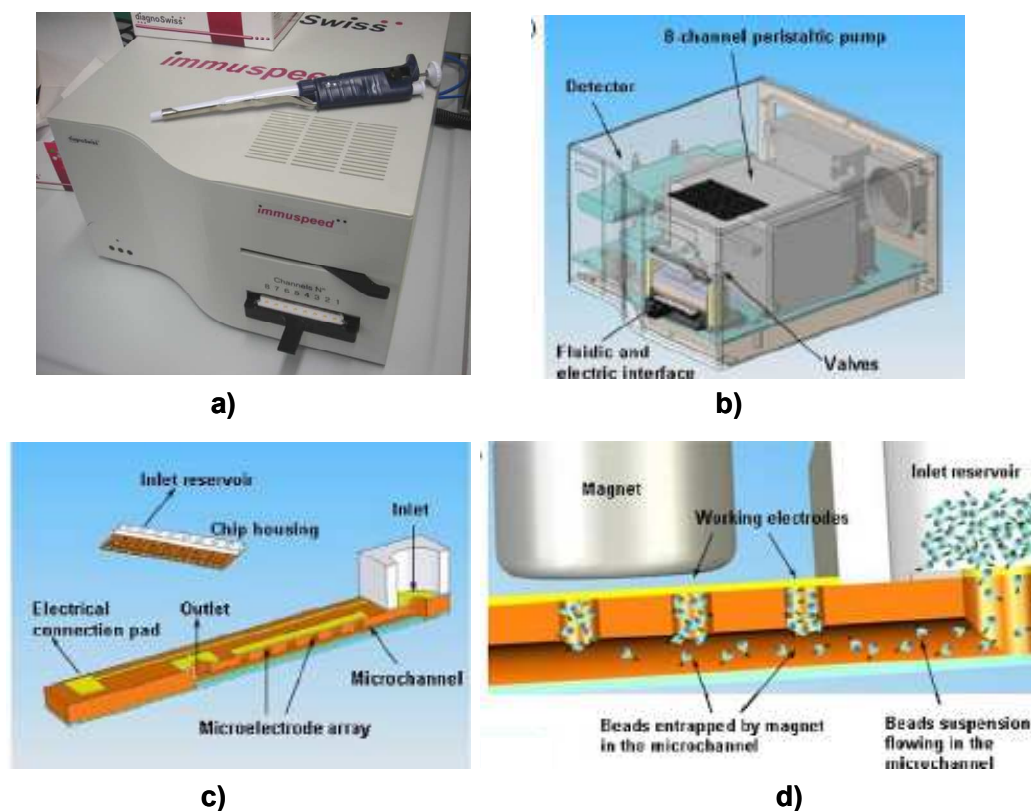 diagnoSwiss
Swiss
immuspeed
diagnoSwiss
immuspeed
Channels N°
8 7 6 5 4 3 2 1
a)
8-channel peristaltic pump
Detector
Fluidic and
electric interface
Valves
b)
Inlet reservoir
Chip housing
Inlet
Electrical
connection pad
Outlet
Microchannel
Microelectrode array
c)
Magnet
Inlet reservoir
Working electrodes
Beads entrapped by magnet
in the microchannel
Beads suspension
flowing in the
microchannel
d)